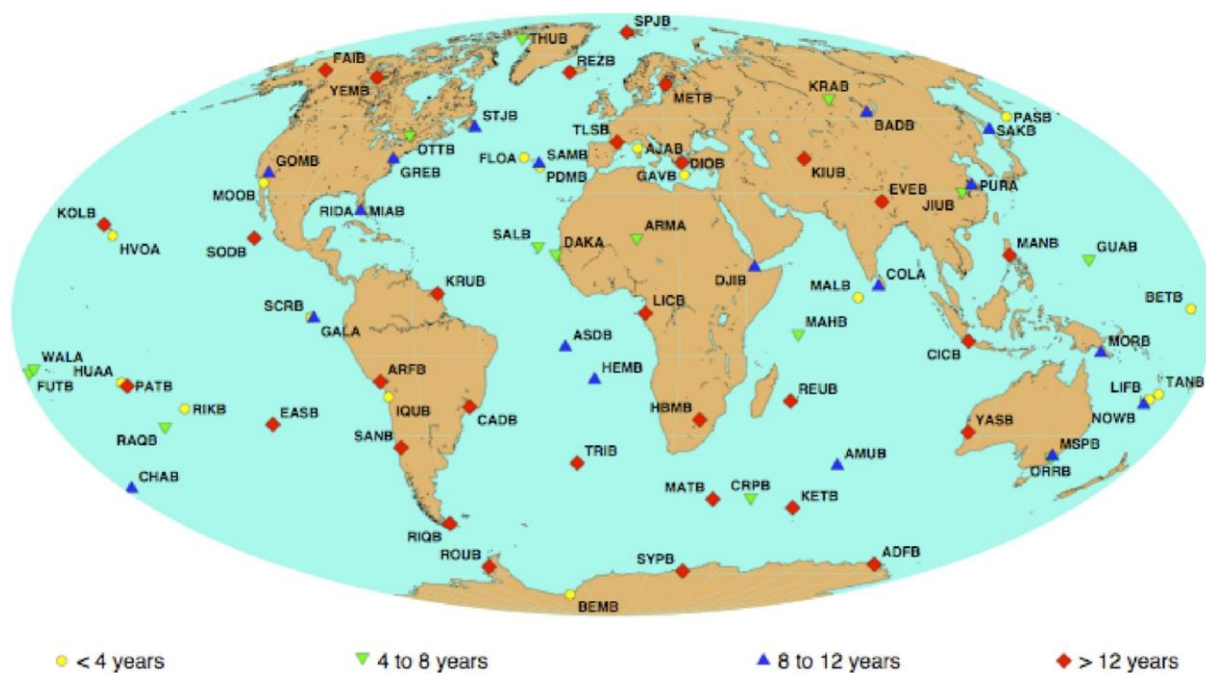 SPJB
THUB
FAIB
REZB
YEMB
METB
KRAB
STJB
BADB
PASB
SAKB
TLSB
OTTB
FLOA
SAMB
AJAB
DIOB
GOMB
GREB
PDMB
GAVB
KIUB
EVEB
PURA
MOOB
JIUB
KOLB
RIDA
MIAB
HVOA
SODB
SALB
DAKA
ARMA
MANB
GUAB
DJIB
COLA
KRUB
MALB
BETB
SCRB
LICB
GALA
MAHB
ASDB
CICB
MORB
WALA
HUAA
FUTB
PATB
ARFB
HEMB
TANB
LIFB
RIKB
IQUB
REUB
NOWB
EASB
CADB
HBMB
YASB
RAQB
SANB
MSPB
TRIB
AMUB
ORRB
CHAB
MATB
CRPB
KETB
RIQB
ROUB
SYPB
ADFB
BEMB
< 4 years
4 to 8 years
8 to 12 years
> 12 years